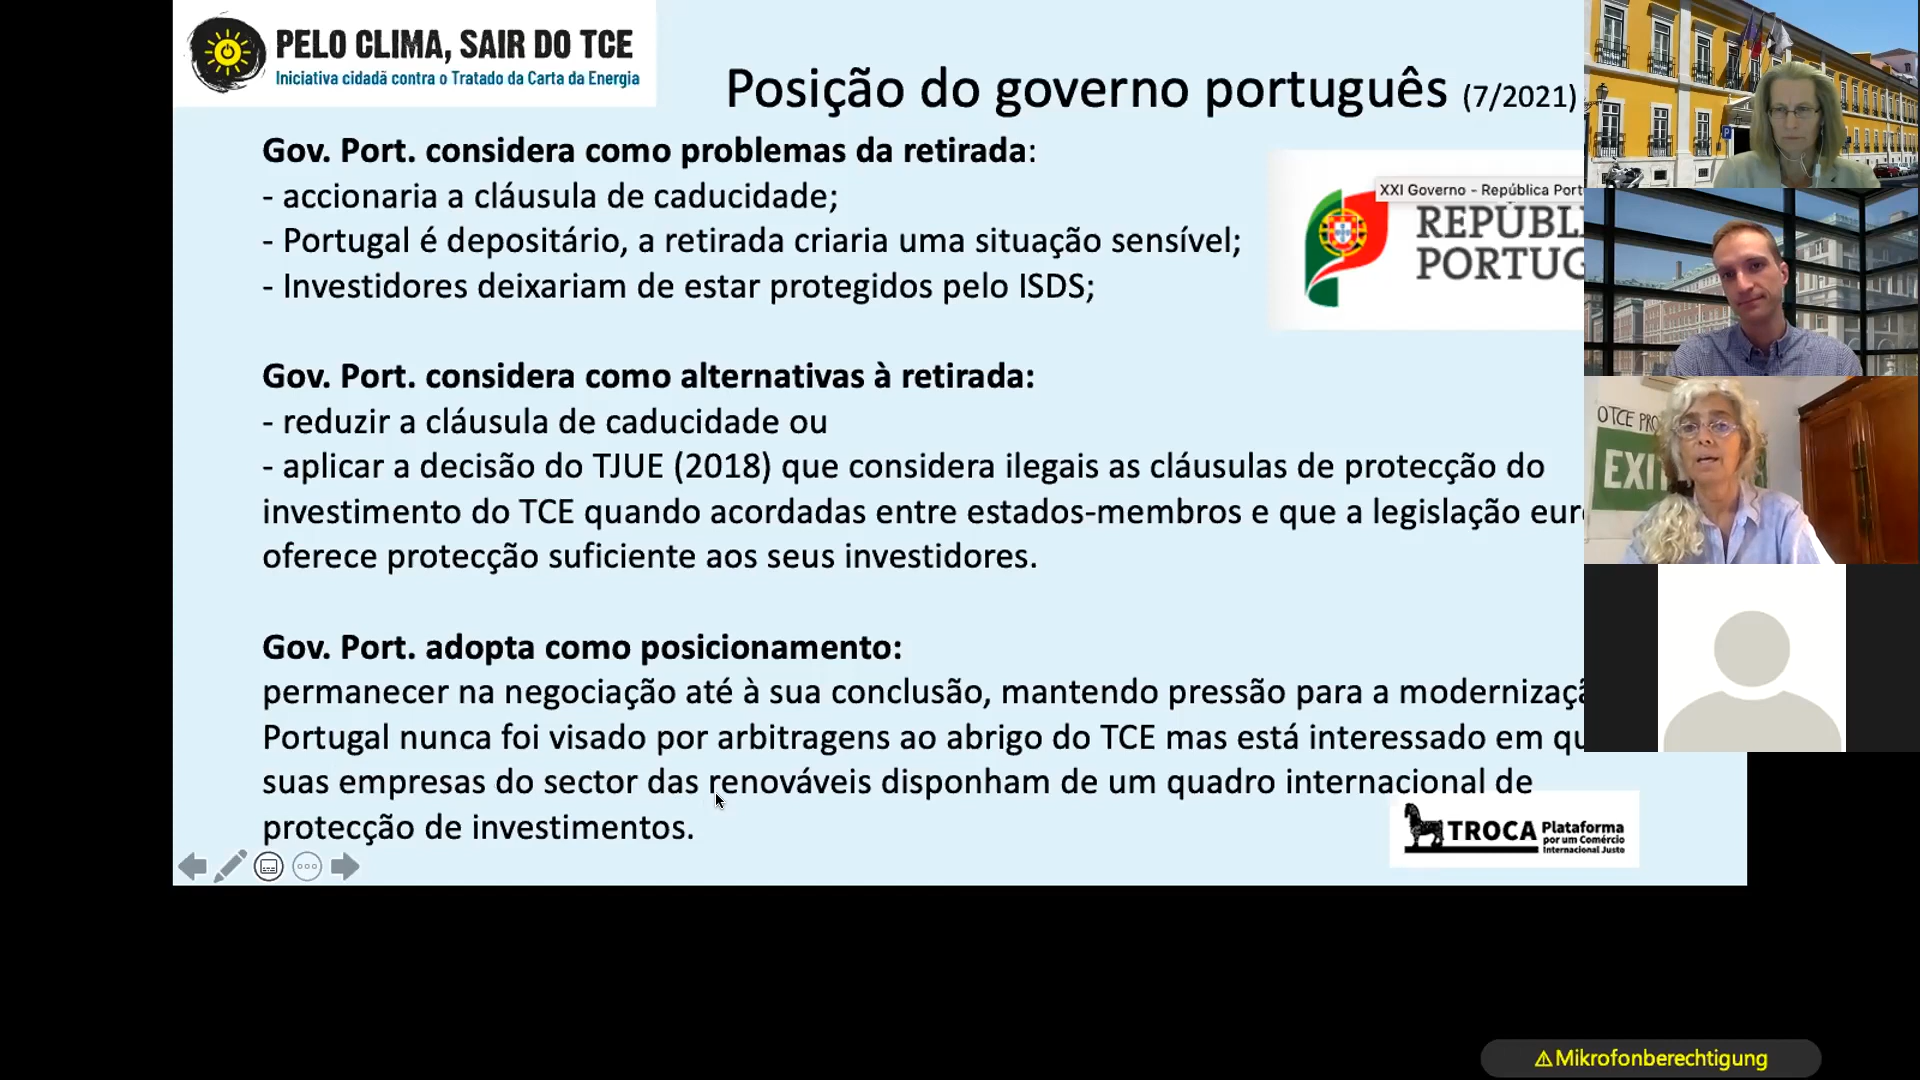 PELO CLIMA, SAIR DO TCE
Iniciativa cidadã contra o Tratado da Carta da Energia
Posição do governo português (7/2021)
Gov. Port. considera como problemas da retirada:
- accionaria a cláusula de caducidade;
- Portugal é depositário, a retirada criaria uma situação sensível;
- Investidores deixariam de estar protegidos pelo ISDS;
XXI Governo - República Port
REPÚBL
PORTUG
Gov. Port. considera como alternativas à retirada:
- reduzir a cláusula de caducidade ou
- aplicar a decisão do TJUE (2018) que considera ilegais as cláusulas de protecção do
investimento do TCE quando acordadas entre estados-membros e que a legislação eur
oferece protecção suficiente aos seus investidores.
Gov. Port. adopta como posicionamento:
permanecer na negociação até à sua conclusão, mantendo pressão para a modernizaç
Portugal nunca foi visado por arbitragens ao abrigo do TCE mas está interessado em qu
suas empresas do sector das renováveis disponham de um quadro internacional de
protecção de investimentos.
TROCA Plataforma
por um Comércio
Internacional Justo
OTCE PRO
EXI
P
⚠Mikrofonberechtigung